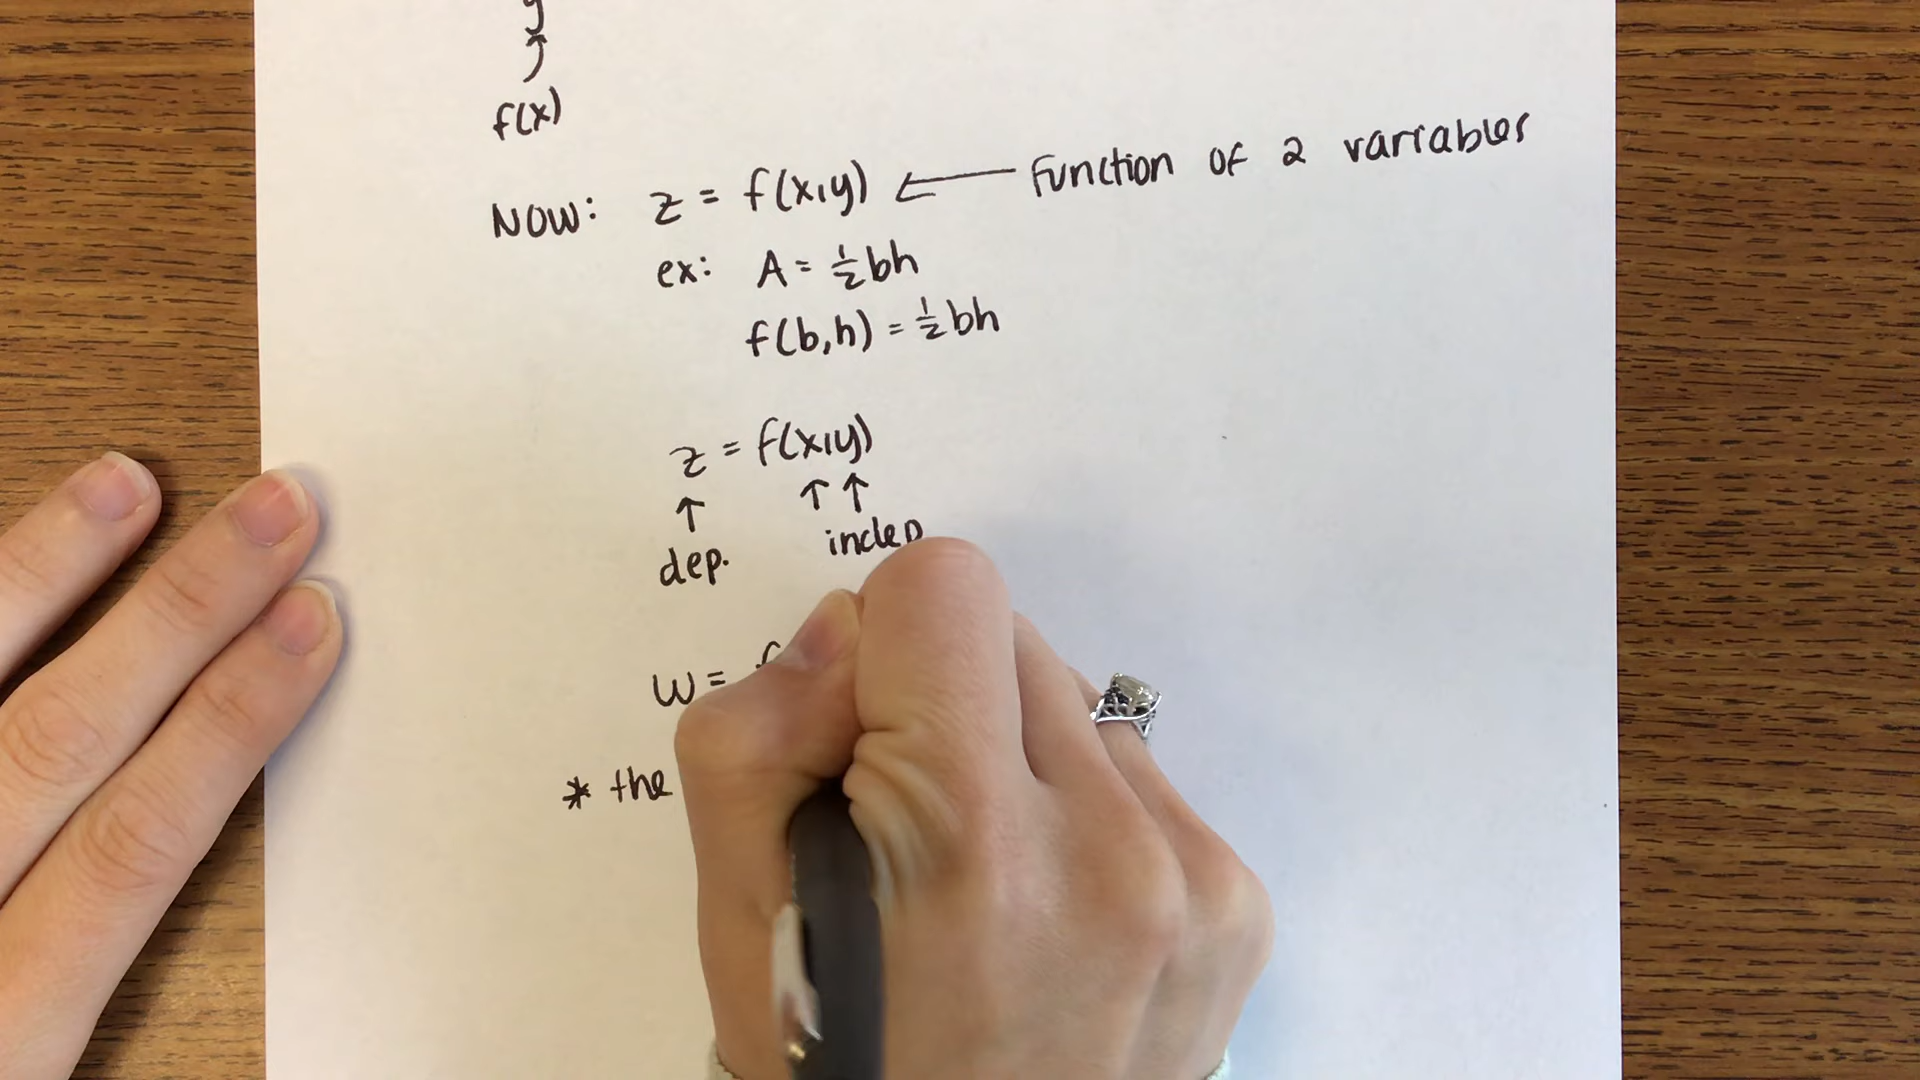 y
f(x)
Now: z = f(x,y) ← Function of 2 variables
ex: A = ½bh
f(b,h) = ½bh
z = f(x,y)
↑ ↑ ↑
dep. indep
w =
* the